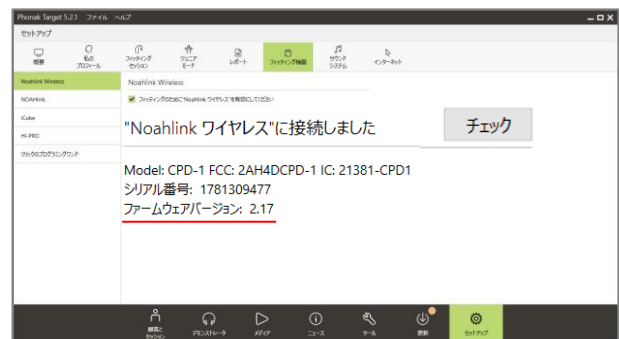 Phonak Target 5.2.1 ファイル ヘルプ
セットアップ
概要
私の
プロフィール
フィッティング
セッション
ジュニア
モード
レポート
フィッティング機器
サウンド
システム
インターネット
Noahlink Wireless
NOAHlink
iCube
HI-PRO
リリックのプログラミングワンド
Noahlink Wireless
フィッティングのために"Noahlink ワイヤレス"を有効にしてください
"Noahlink ワイヤレス"に接続しました
チェック
Model: CPD-1 FCC: 2AH4DCPD-1 IC: 21381-CPD1
シリアル番号: 1781309477
ファームウェアバージョン: 2.17
顧客と
セッション
デモンストレータ
メディア
ニュース
ツール
更新
セットアップ